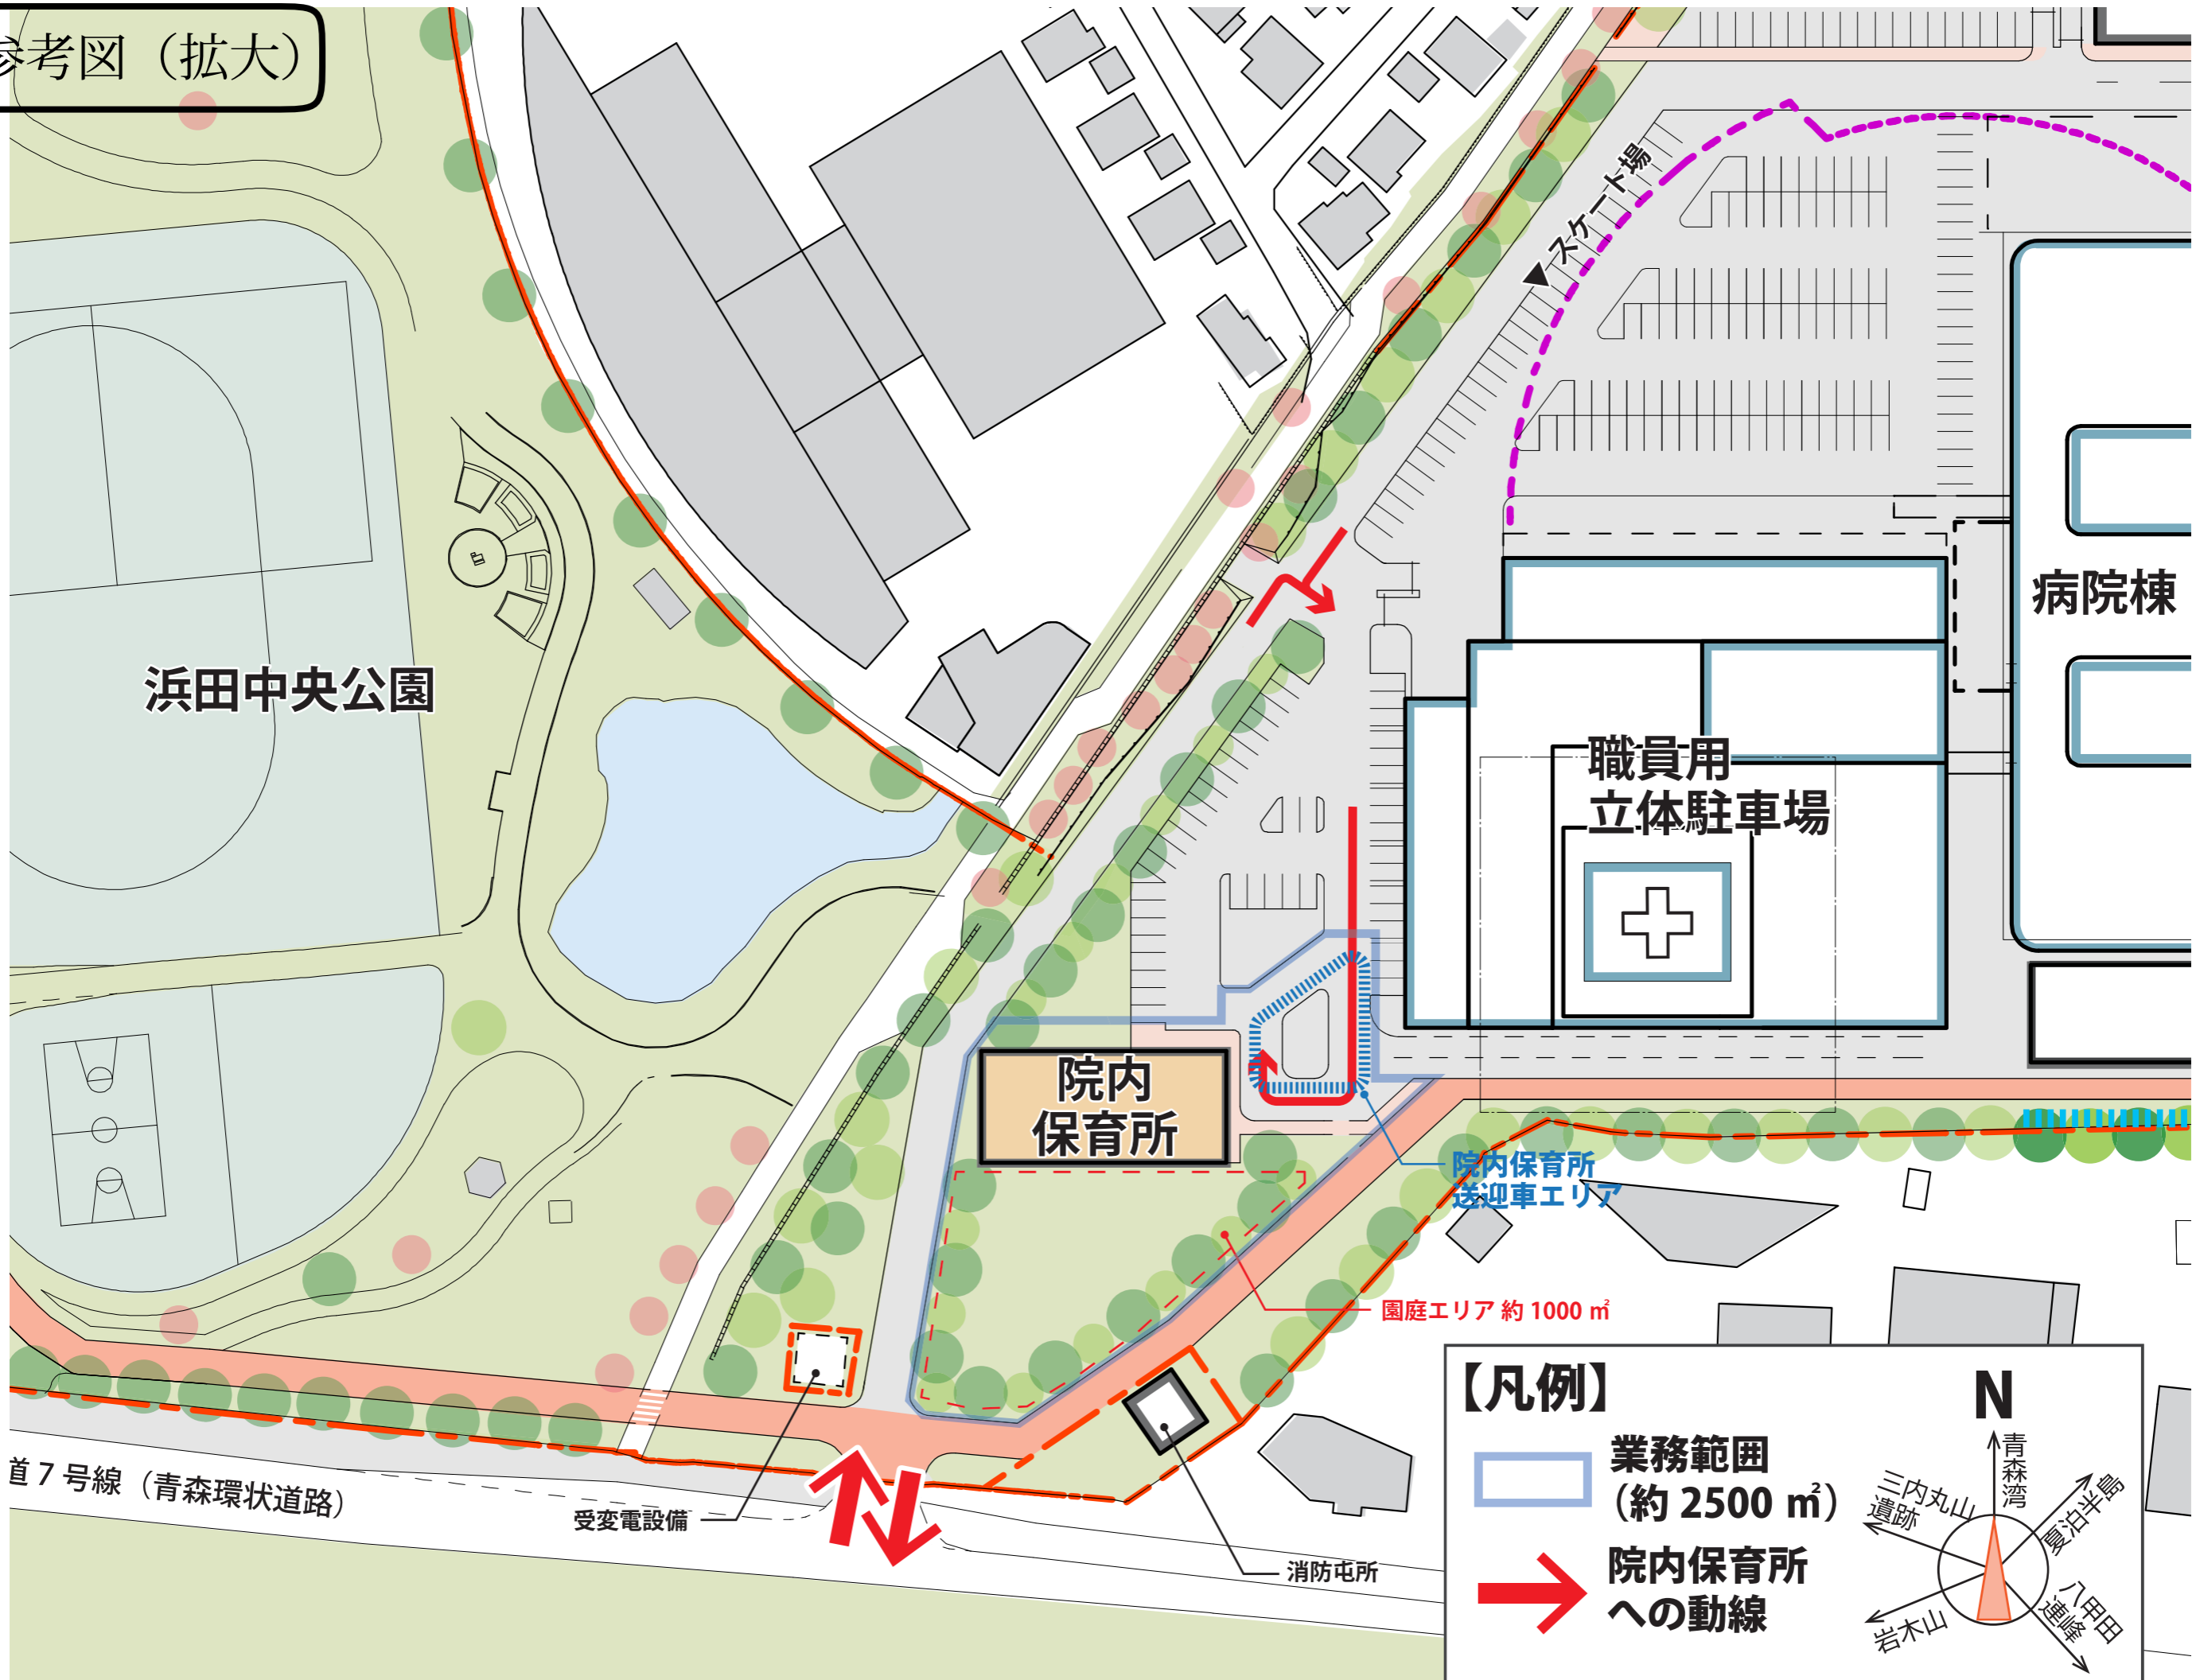 参考図（拡大）
スケート場
病院棟
浜田中央公園
職員用
立体駐車場
院内
保育所
院内保育所
送迎車エリア
園庭エリア 約 1000 ㎡
道 7 号線（青森環状道路）
受変電設備
消防屯所
【凡例】
業務範囲
（約 2500 ㎡）
院内保育所
への動線
N
青森湾
三内丸山
遺跡
夏泊半島
岩木山
八甲田
連峰